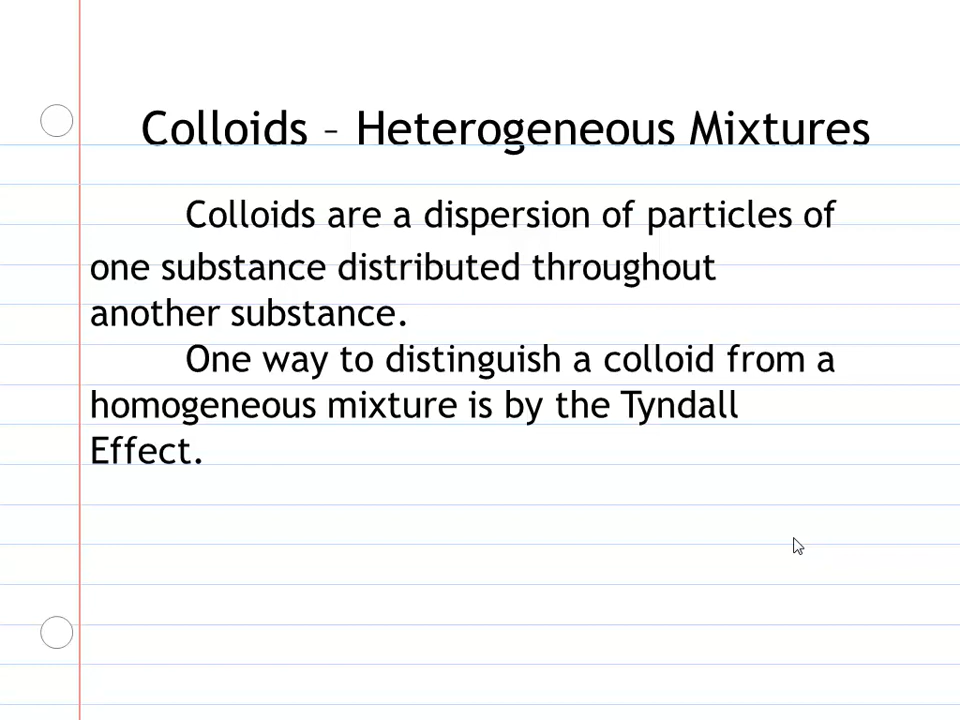 Colloids – Heterogeneous Mixtures
Colloids are a dispersion of particles of
one substance distributed throughout
another substance.
One way to distinguish a colloid from a
homogeneous mixture is by the Tyndall
Effect.